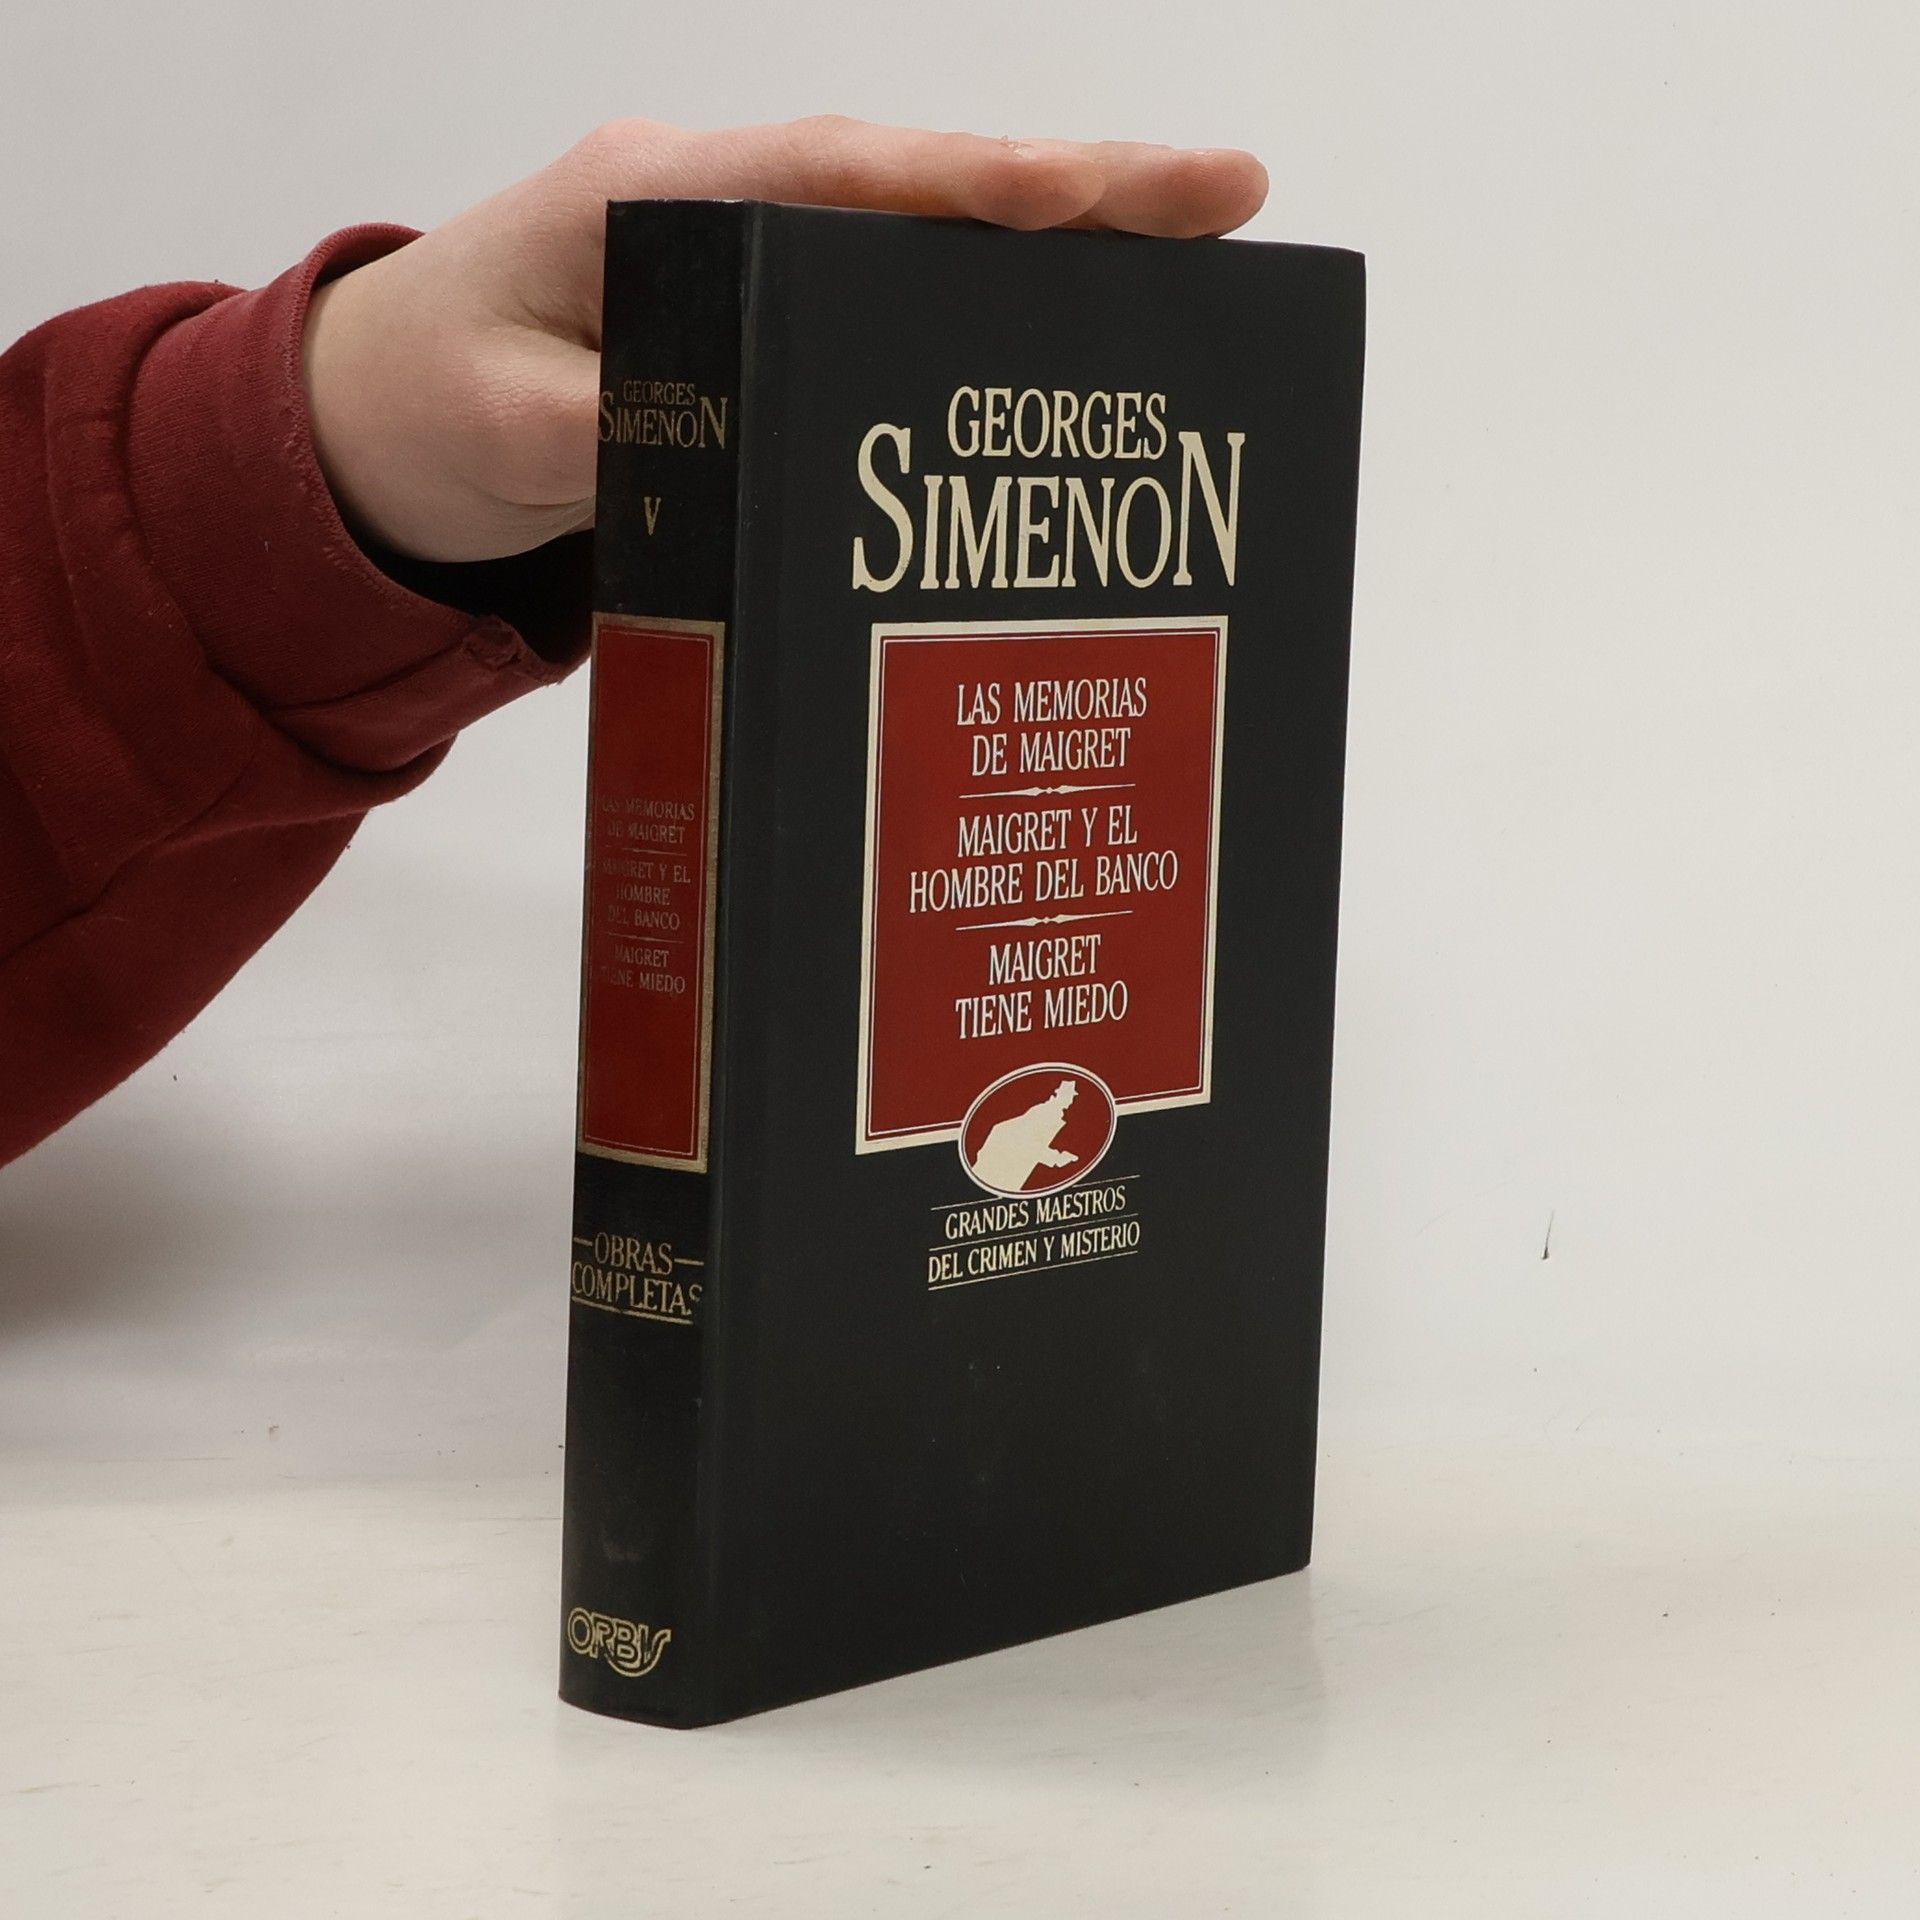 GEORGES
SIMENON
V
LAS MEMORIAS
DE MAIGRET
MAIGRET Y EL
HOMBRE
DEL BANCO
MAIGRET
TIENE MIEDO
OBRAS
COMPLETAS
ORBIS
GEORGES
SIMENON
LAS MEMORIAS
DE MAIGRET
MAIGRET Y EL
HOMBRE DEL BANCO
MAIGRET
TIENE MIEDO
GRANDES MAESTROS
DEL CRIMEN Y MISTERIO